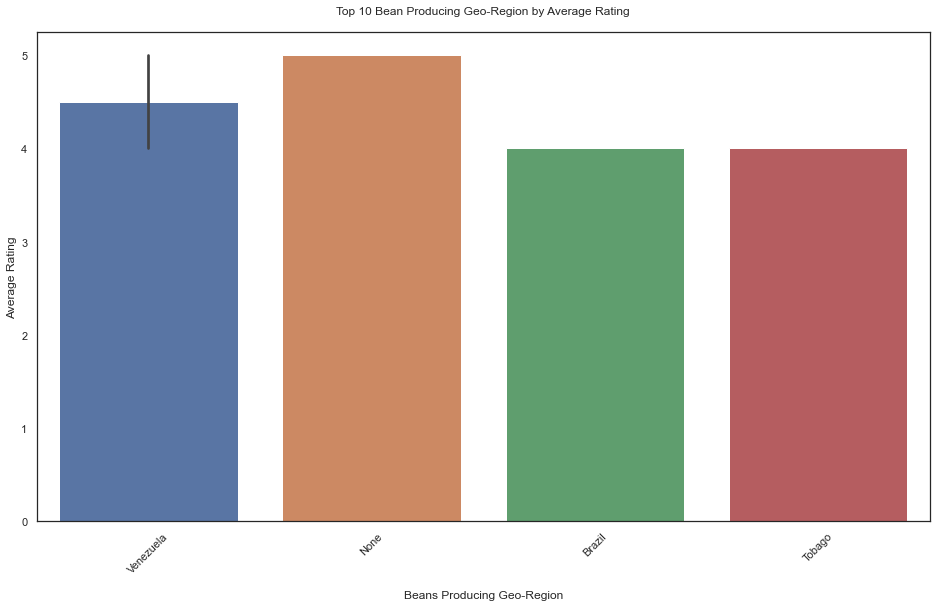 Top 10 Bean Producing Geo-Region by Average Rating
5
4
3
2
1
0
Average Rating
Venezuela
None
Brazil
Tobago
Beans Producing Geo-Region